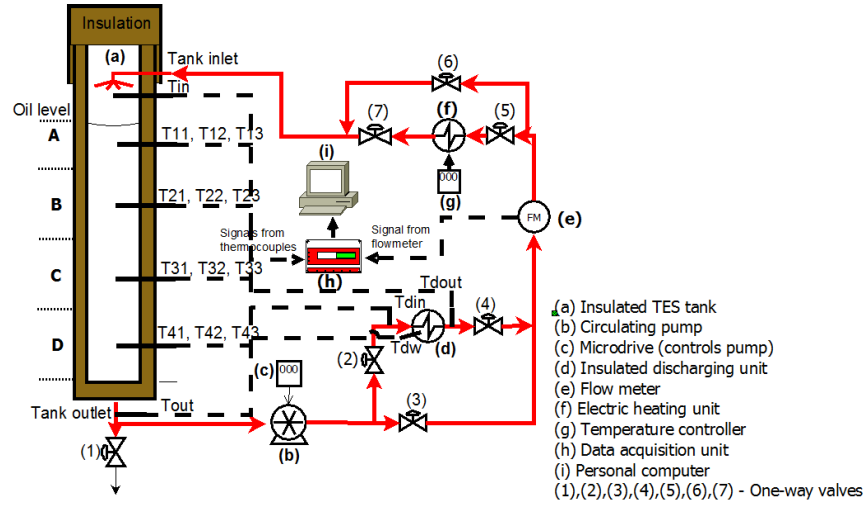 Insulation
(a)
Tank inlet
Tin
Oil level
A
T11, T12, T13
B
T21, T22, T23
C
T31, T32, T33
D
T41, T42, T43
Tank outlet
Tout
(1)
(i)
Signals from
thermocouples
Signal from
flowmeter
(h)
(6)
(7)
(f)
(5)
000
(g)
FM
(e)
Tdout
Tdin
(4)
Tdw
(d)
(2)
(c)
000
(3)
(b)
(a) Insulated TES tank
(b) Circulating pump
(c) Microdrive (controls pump)
(d) Insulated discharging unit
(e) Flow meter
(f) Electric heating unit
(g) Temperature controller
(h) Data acquisition unit
(i) Personal computer
(1),(2),(3),(4),(5),(6),(7) - One-way valves